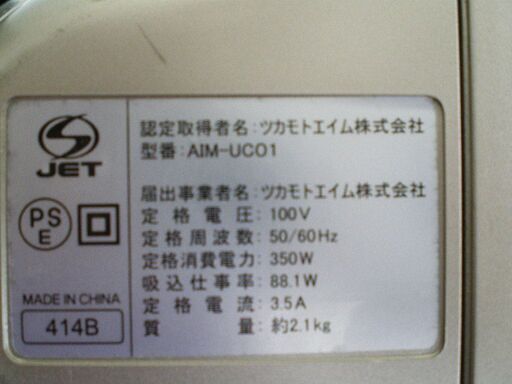 JET
PS
E
MADE IN CHINA
414B
認定取得者名：ツカモトエイム株式会社
型番：AIM-UC01
届出事業者名：ツカモトエイム株式会社
定格電圧：100V
定格周波数：50/60Hz
定格消費電力：350W
吸込仕事率：88.1W
定格電流：3.5A
質量：約2.1kg